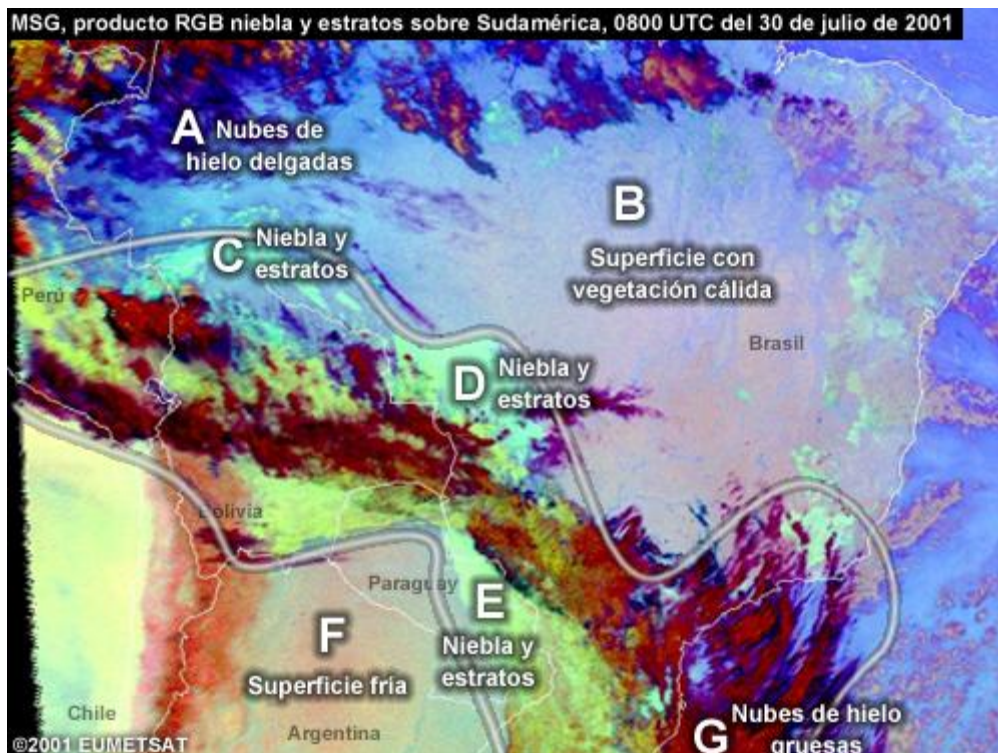 MSG, producto RGB niebla y estratos sobre Sudamérica, 0800 UTC del 30 de julio de 2001
A Nubes de
hielo delgadas
B
Superficie con
vegetación cálida
C Niebla y
estratos
Perú
Brasil
D Niebla y
estratos
Bolivia
Paraguay
E
Niebla y
estratos
F
Superficie fría
Chile
Argentina
G Nubes de hielo
gruesas
©2001 EUMETSAT